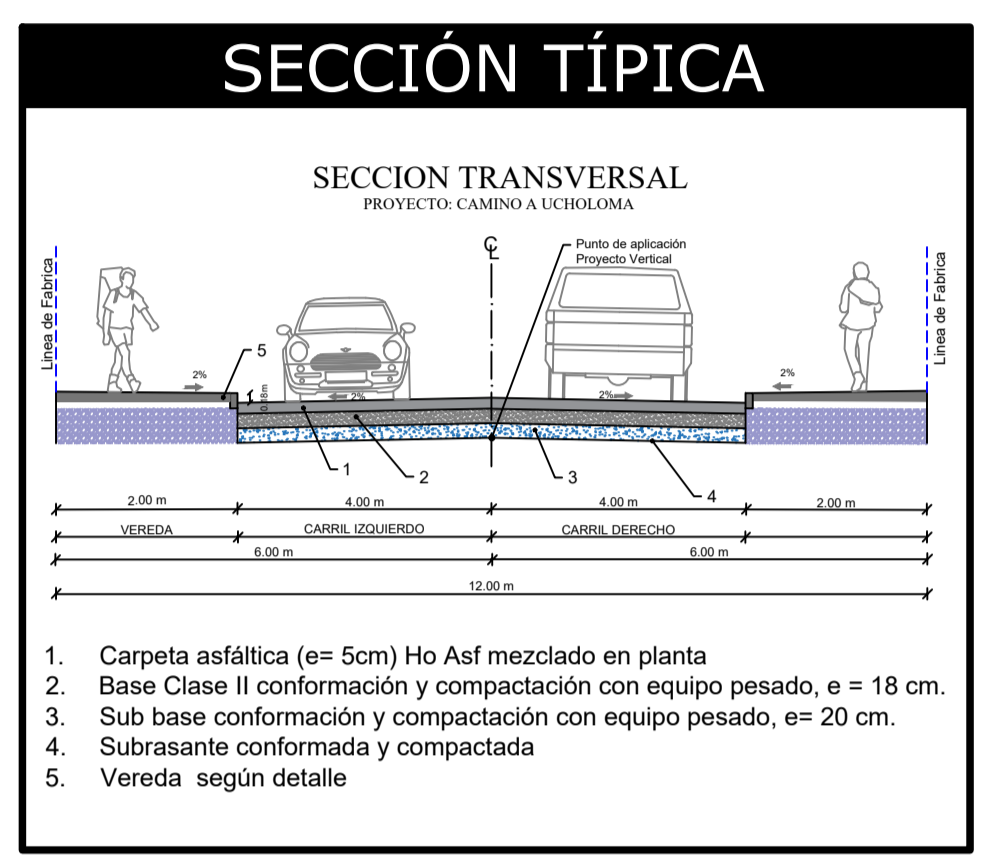 SECCIÓN TÍPICA
SECCION TRANSVERSAL
PROYECTO: CAMINO A UCHOLOMA
Linea de Fabrica
℄
Punto de aplicación
Proyecto Vertical
Linea de Fabrica
5
2%
0.18m
2%
2%
2%
1
2
3
4
2.00 m
4.00 m
4.00 m
2.00 m
VEREDA
CARRIL IZQUIERDO
CARRIL DERECHO
6.00 m
6.00 m
12.00 m
1. Carpeta asfáltica (e= 5cm) Ho Asf mezclado en planta
2. Base Clase II conformación y compactación con equipo pesado, e = 18 cm.
3. Sub base conformación y compactación con equipo pesado, e= 20 cm.
4. Subrasante conformada y compactada
5. Vereda según detalle